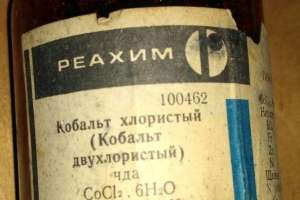 РЕАХИМ
100462
Кобальт хлористый
(Кобальт
двухлористый)
чда
CoCl₂ . 6H₂O